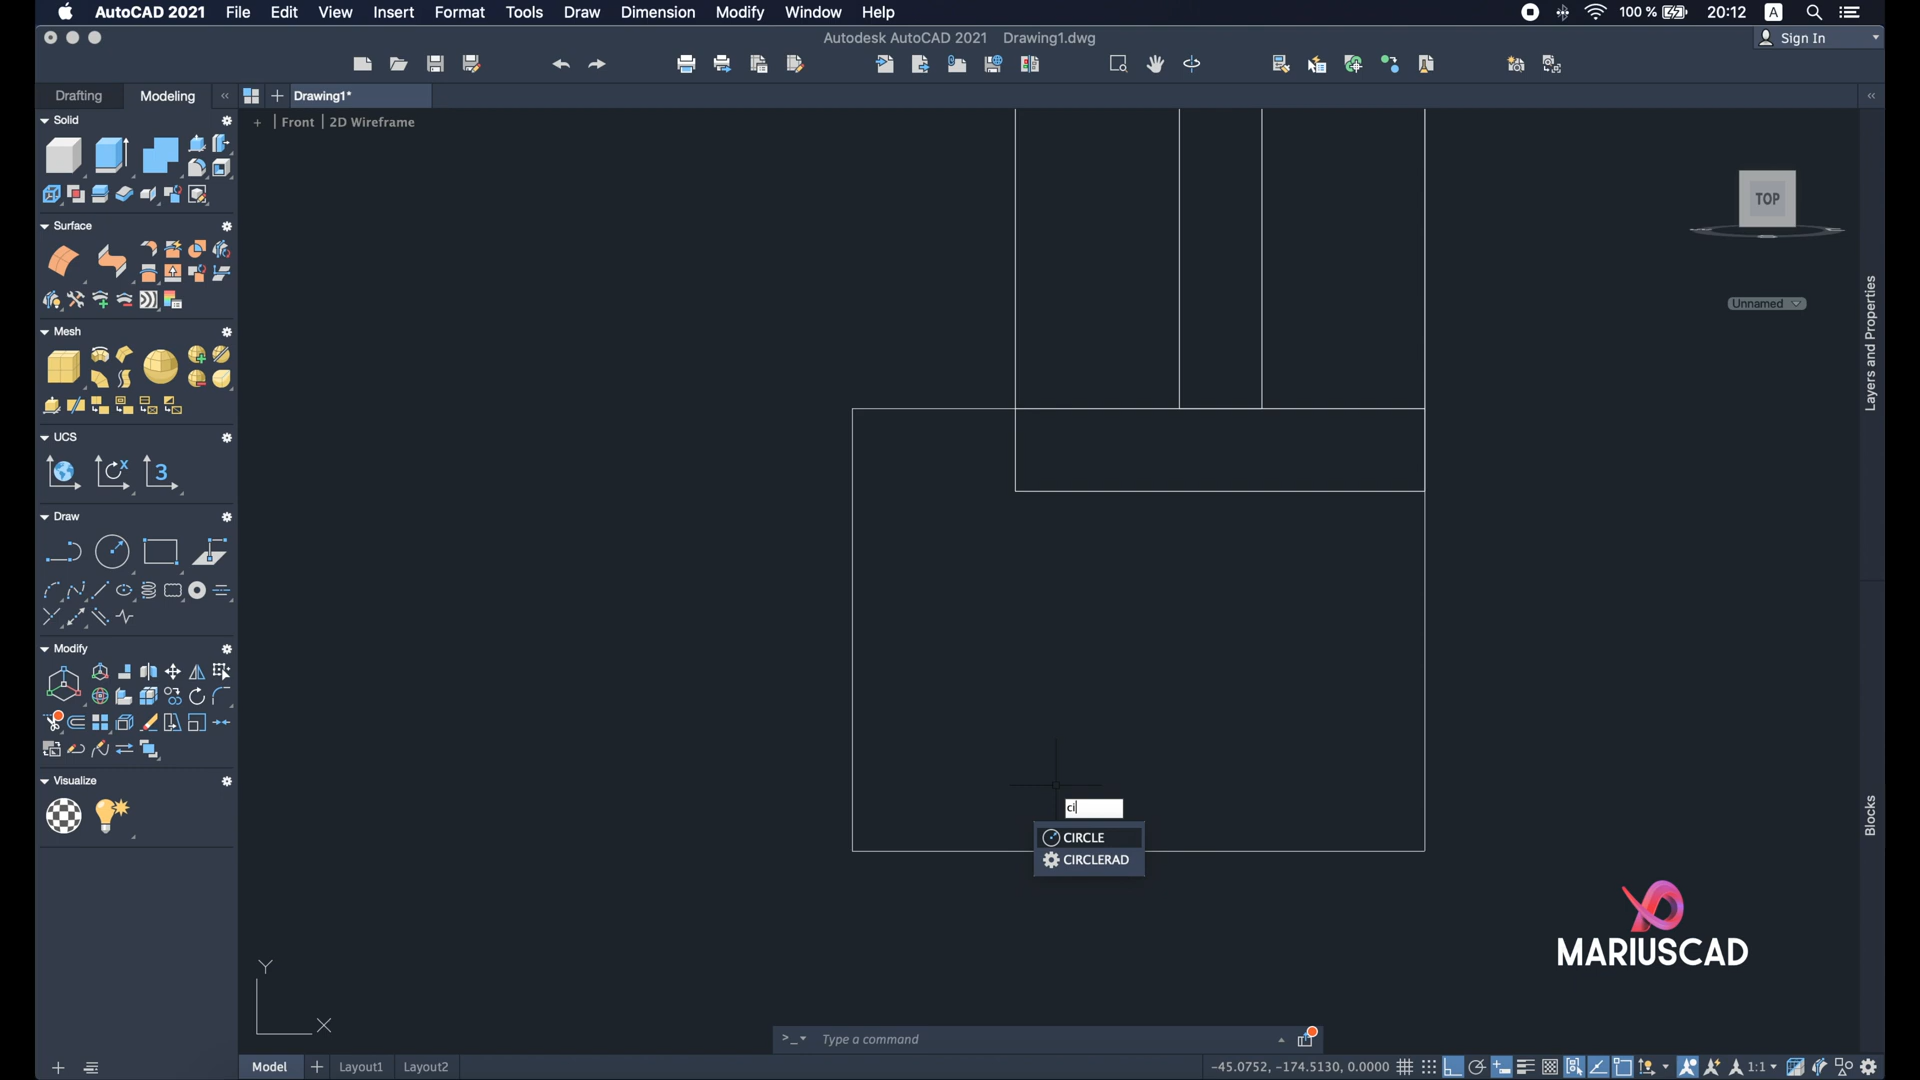 AutoCAD 2021 File Edit View Insert Format Tools Draw Dimension Modify Window Help 100 % 20:12 A
Autodesk AutoCAD 2021 Drawing1.dwg Sign In
Drafting Modeling « + Drawing1* «
Solid
+ | Front | 2D Wireframe
TOP
Surface
Unnamed
Mesh
Layers and Properties
UCS
X 3
Draw
Modify
Visualize
ci
CIRCLE
CIRCLERAD
Blocks
MARIUSCAD
Y
X
>_ Type a command
Model + Layout1 Layout2 -45.0752, -174.5130, 0.0000 1:1